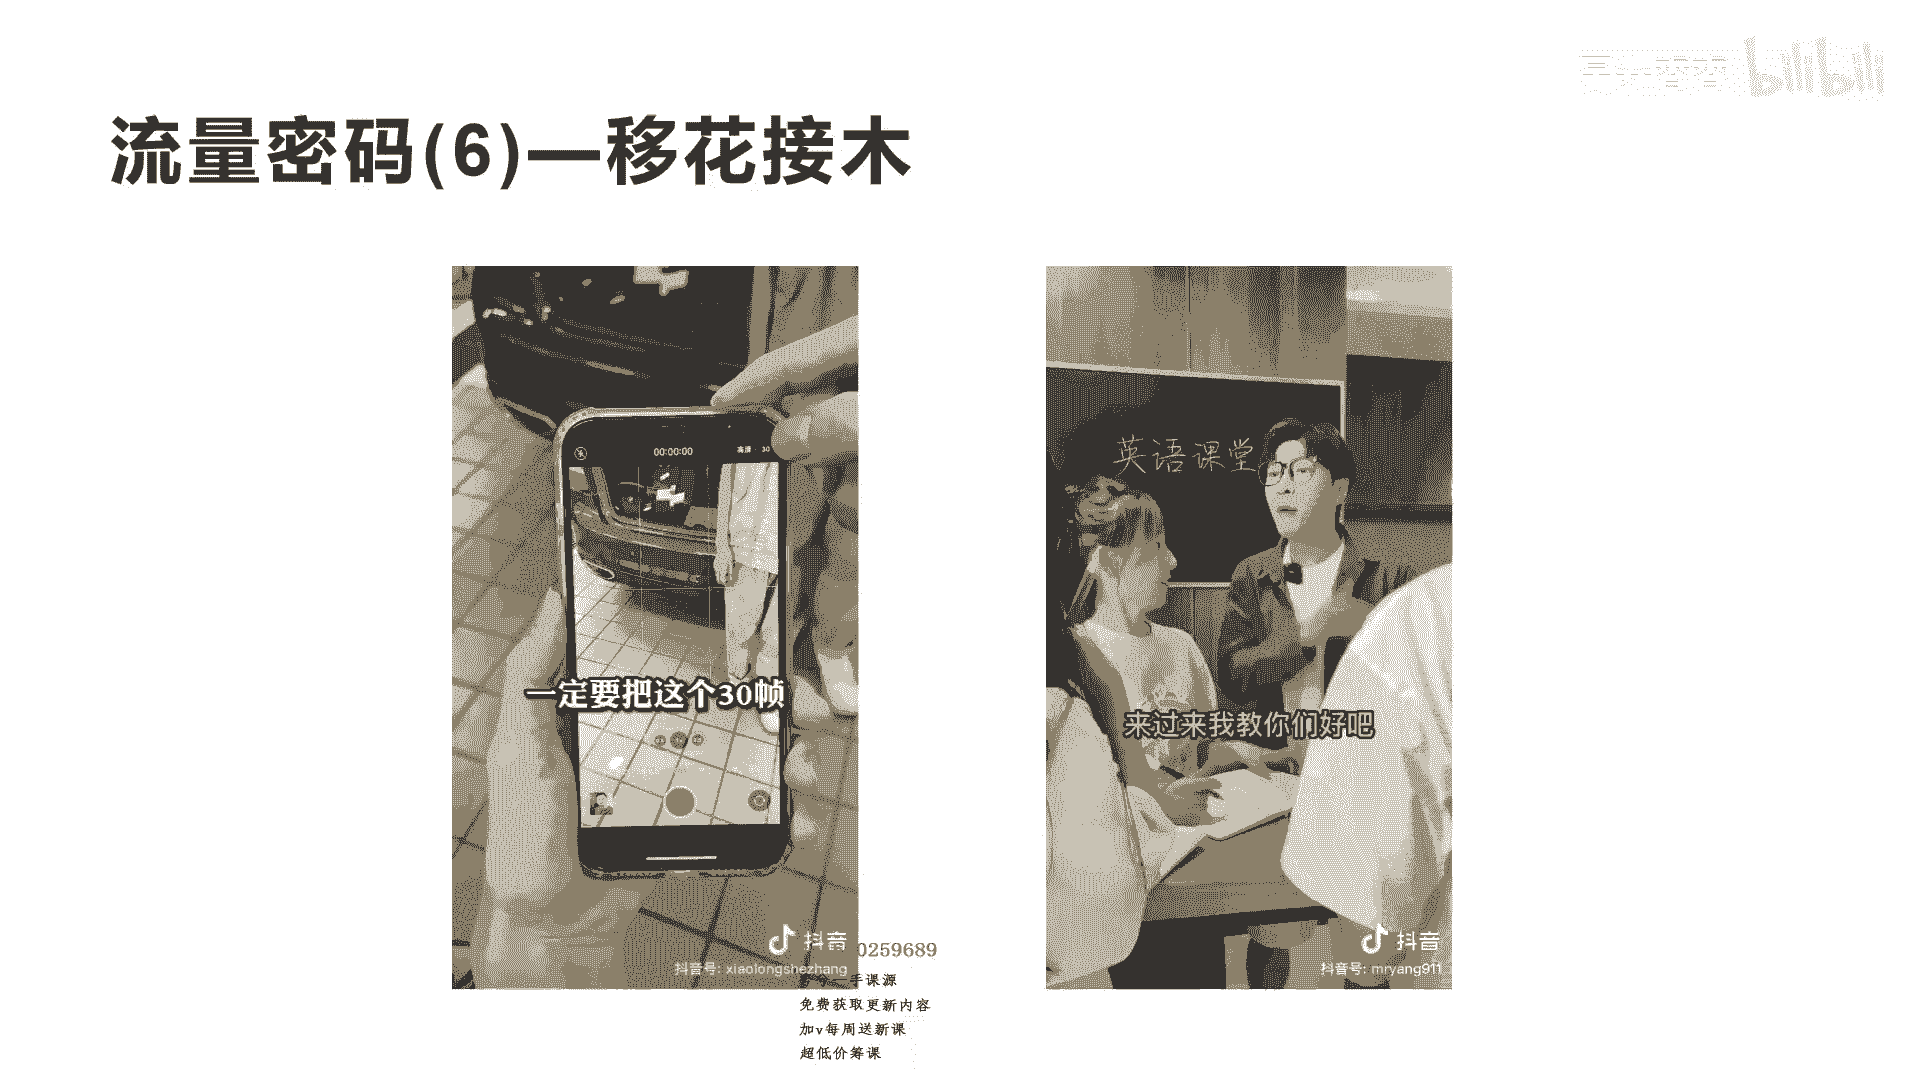 bilibili
流量密码(6)—移花接木
00:00:00
高清 30
一定要把这个30帧
抖音
抖音号: xiaolongshezhang
英语课堂
来过来我教你们好吧
抖音
抖音号: mryang911
0259689
一手课源
免费获取更新内容
加v每周送新课
超低价筹课